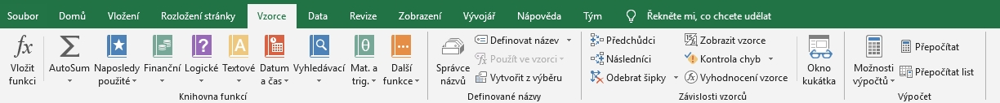 Soubor Domů Vložení Rozložení stránky Vzorce Data Revize Zobrazení Vývojář Nápověda Tým Řekněte mi, co chcete udělat
fx Vložit funkci
AutoSum
Naposledy použité
Finanční
Logické
Textové
Datum a čas
Vyhledávací
Mat. a trig.
Další funkce
Knihovna funkcí
Správce názvů
Definovat název
Použít ve vzorci
Vytvořit z výběru
Definované názvy
Předchůdci
Následníci
Odebrat šipky
Zobrazit vzorce
Kontrola chyb
Vyhodnocení vzorce
Okno kukátka
Závislosti vzorců
Možnosti výpočtů
Přepočítat
Přepočítat list
Výpočet